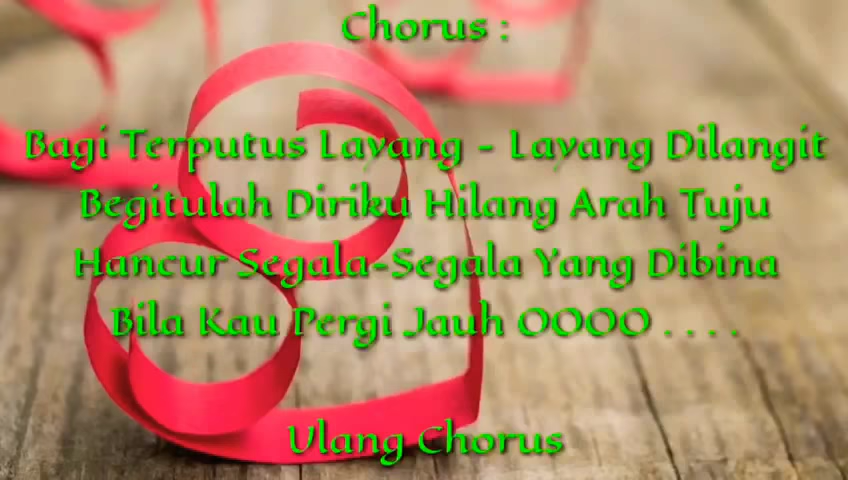 Chorus :
Bagi Terputus Layang - Layang Dilangit
Begitulah Diriku Hilang Arah Tuju
Hancur Segala-Segala Yang Dibina
Bila Kau Pergi Jauh OOOO . . . .
Ulang Chorus